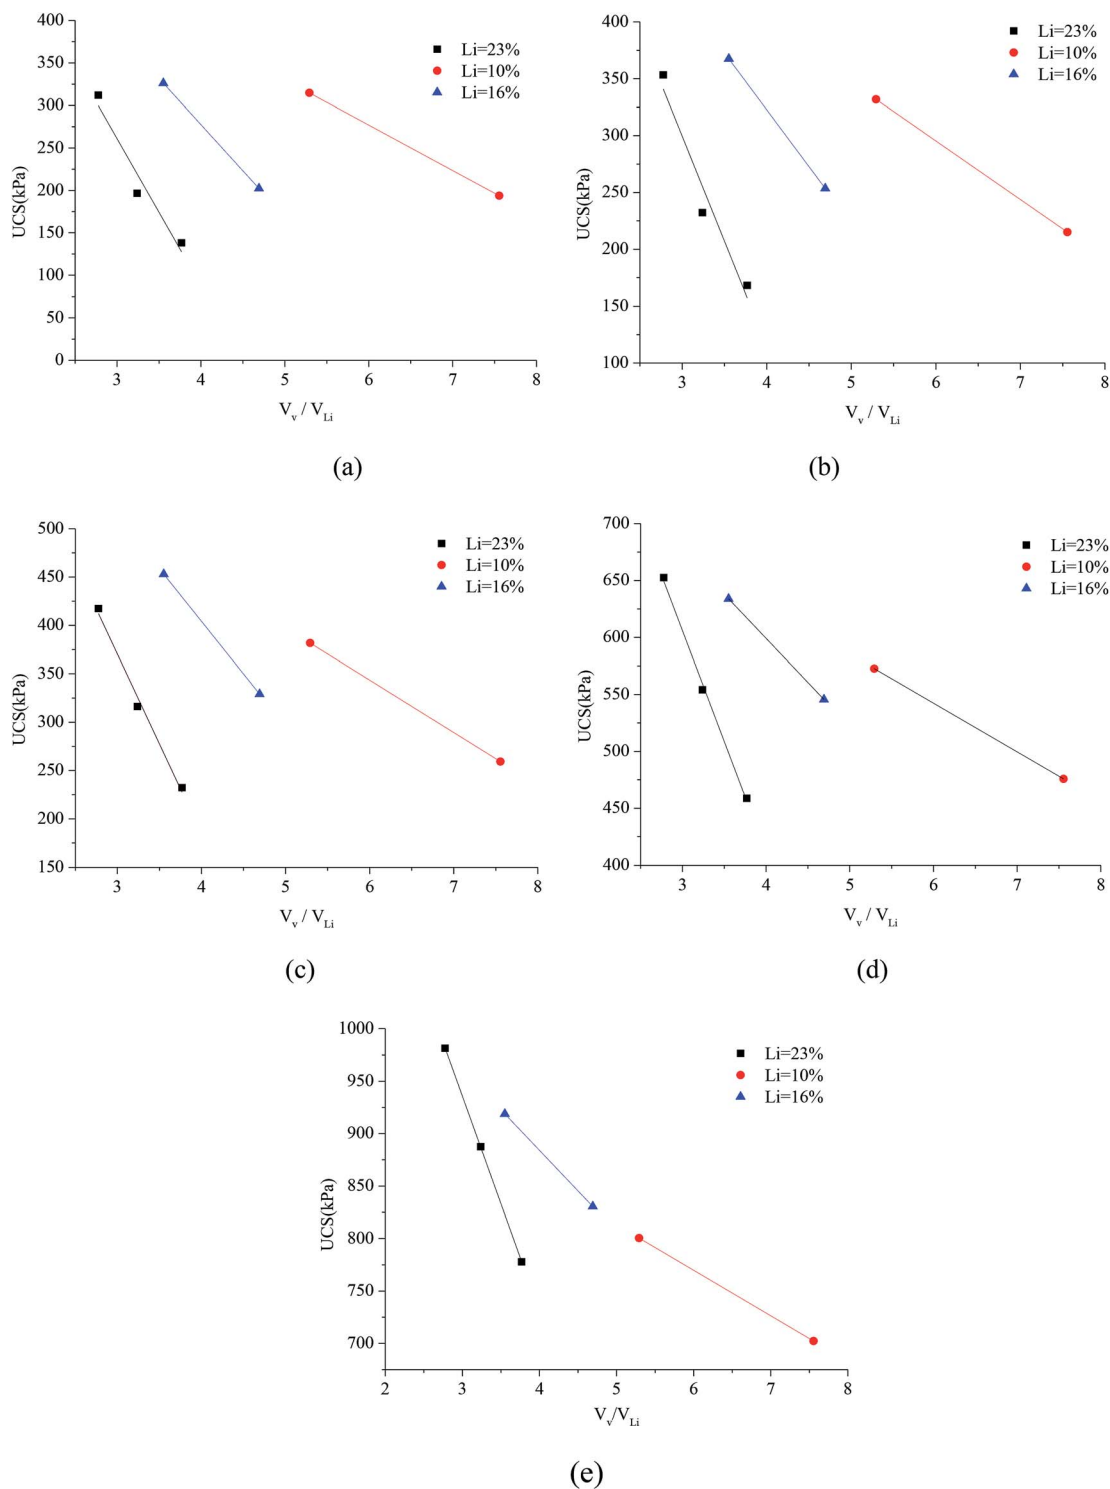 400
350
300
250
200
150
100
50
0
UCS(kPa)
Li=23%
Li=10%
Li=16%
3 4 5 6 7 8
Vv / VLi
(a)
400
350
300
250
200
150
100
UCS(kPa)
Li=23%
Li=10%
Li=16%
3 4 5 6 7 8
Vv / VLi
(b)
500
450
400
350
300
250
200
150
UCS(kPa)
Li=23%
Li=10%
Li=16%
3 4 5 6 7 8
Vv / VLi
(c)
700
650
600
550
500
450
400
UCS(kPa)
Li=23%
Li=10%
Li=16%
3 4 5 6 7 8
Vv / VLi
(d)
1000
950
900
850
800
750
700
UCS(kPa)
Li=23%
Li=10%
Li=16%
2 3 4 5 6 7 8
Vv/VLi
(e)